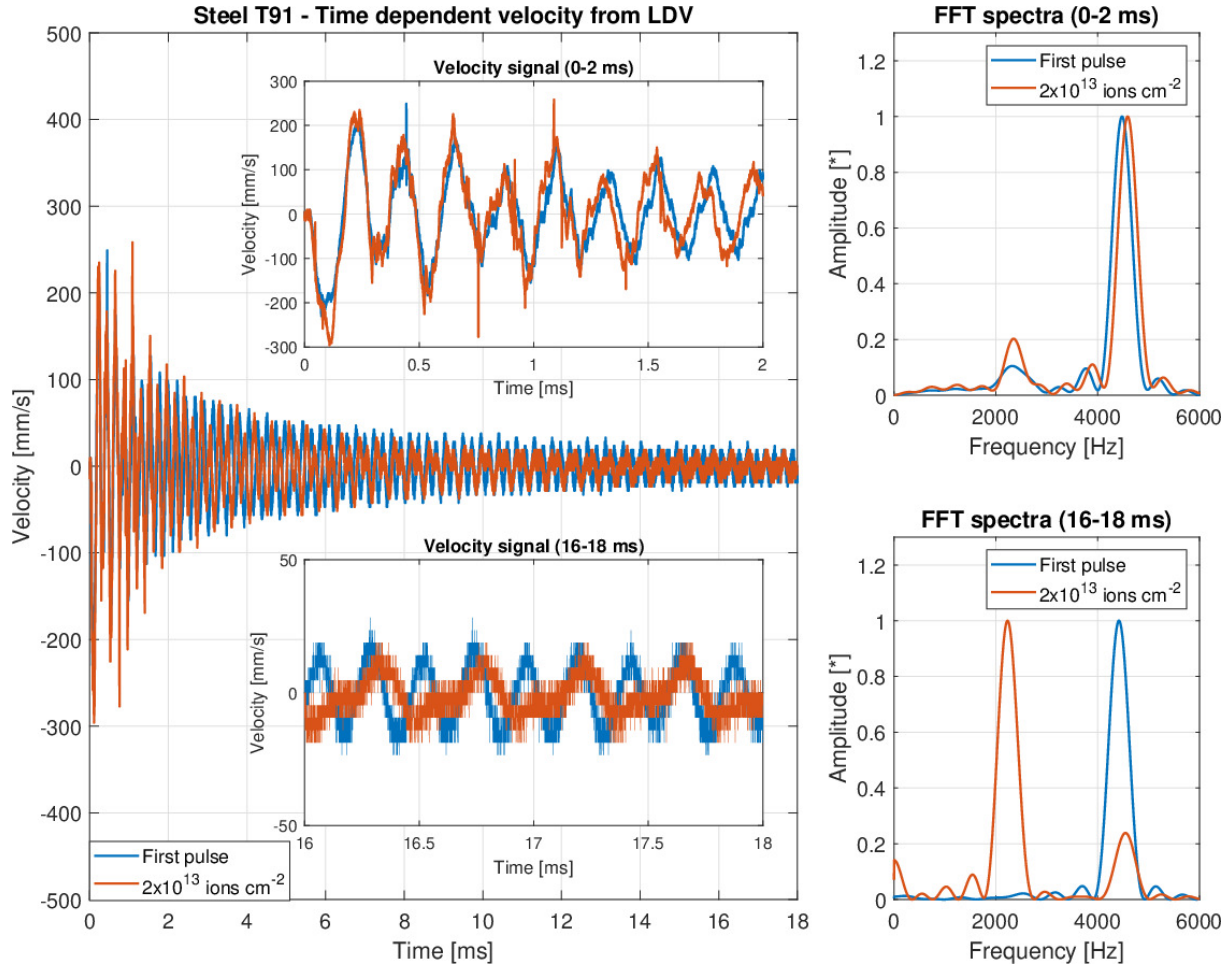 Steel T91 - Time dependent velocity from LDV
500
400
300
200
100
0
-100
-200
-300
-400
-500
Velocity [mm/s]
0 2 4 6 8 10 12 14 16 18
Time [ms]
First pulse
2x10¹³ ions cm⁻²
Velocity signal (0-2 ms)
300
200
100
0
-100
-200
-300
Velocity [mm/s]
0 0.5 1 1.5 2
Time [ms]
Velocity signal (16-18 ms)
50
0
-50
Velocity [mm/s]
16 16.5 17 17.5 18
Time [ms]
FFT spectra (0-2 ms)
First pulse
2x10¹³ ions cm⁻²
1.2
1
0.8
0.6
0.4
0.2
0
Amplitude [*]
0 2000 4000 6000
Frequency [Hz]
FFT spectra (16-18 ms)
First pulse
2x10¹³ ions cm⁻²
1.2
1
0.8
0.6
0.4
0.2
0
Amplitude [*]
0 2000 4000 6000
Frequency [Hz]